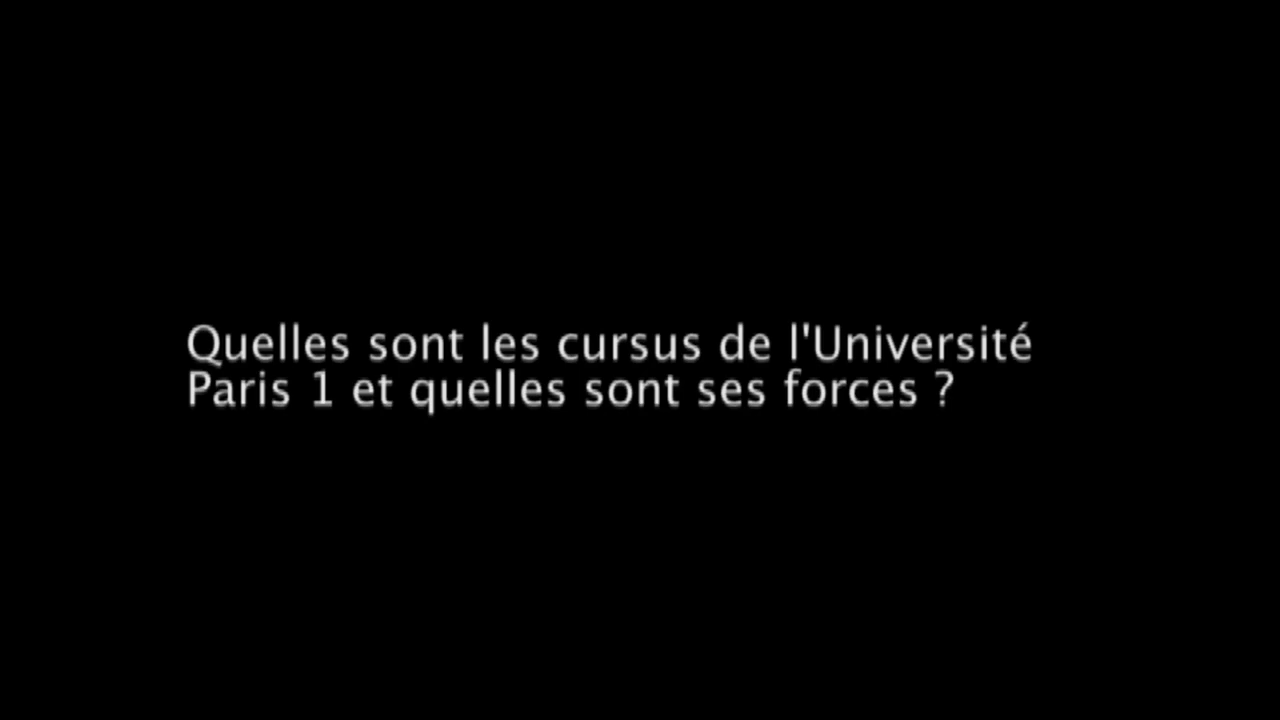 Quelles sont les cursus de l'Université
Paris 1 et quelles sont ses forces ?